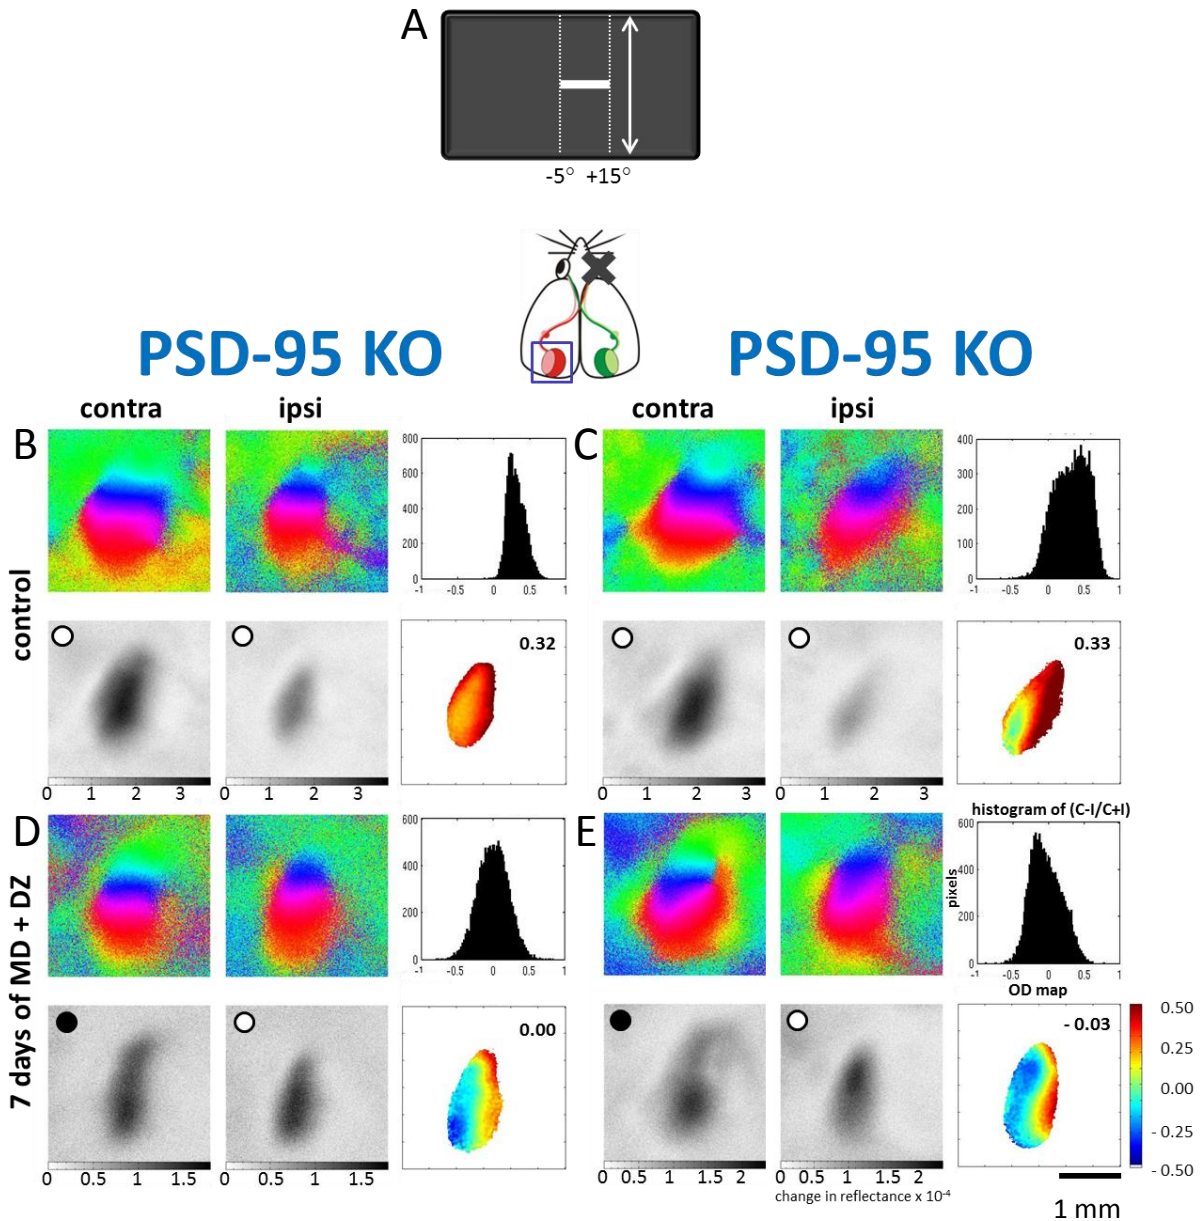 A
-5° +15°
PSD-95 KO
PSD-95 KO
contra
ipsi
contra
ipsi
control
B
800
600
400
200
0
-1 -0.5 0 0.5 1
C
400
300
200
100
0
-1 -0.5 0 0.5 1
0.32
0.33
0 1 2 3
0 1 2 3
0 1 2 3
0 1 2 3
7 days of MD + DZ
D
600
400
200
0
-1 -0.5 0 0.5 1
E
histogram of (C-I/C+I)
600
400
200
0
pixels
-1 -0.5 0 0.5 1
OD map
0.00
- 0.03
0.50
0.25
0.00
-0.25
- 0.50
0 0.5 1 1.5
0 0.5 1 1.5
0 0.5 1 1.5 2
0 0.5 1 1.5 2
change in reflectance x 10-4
1 mm